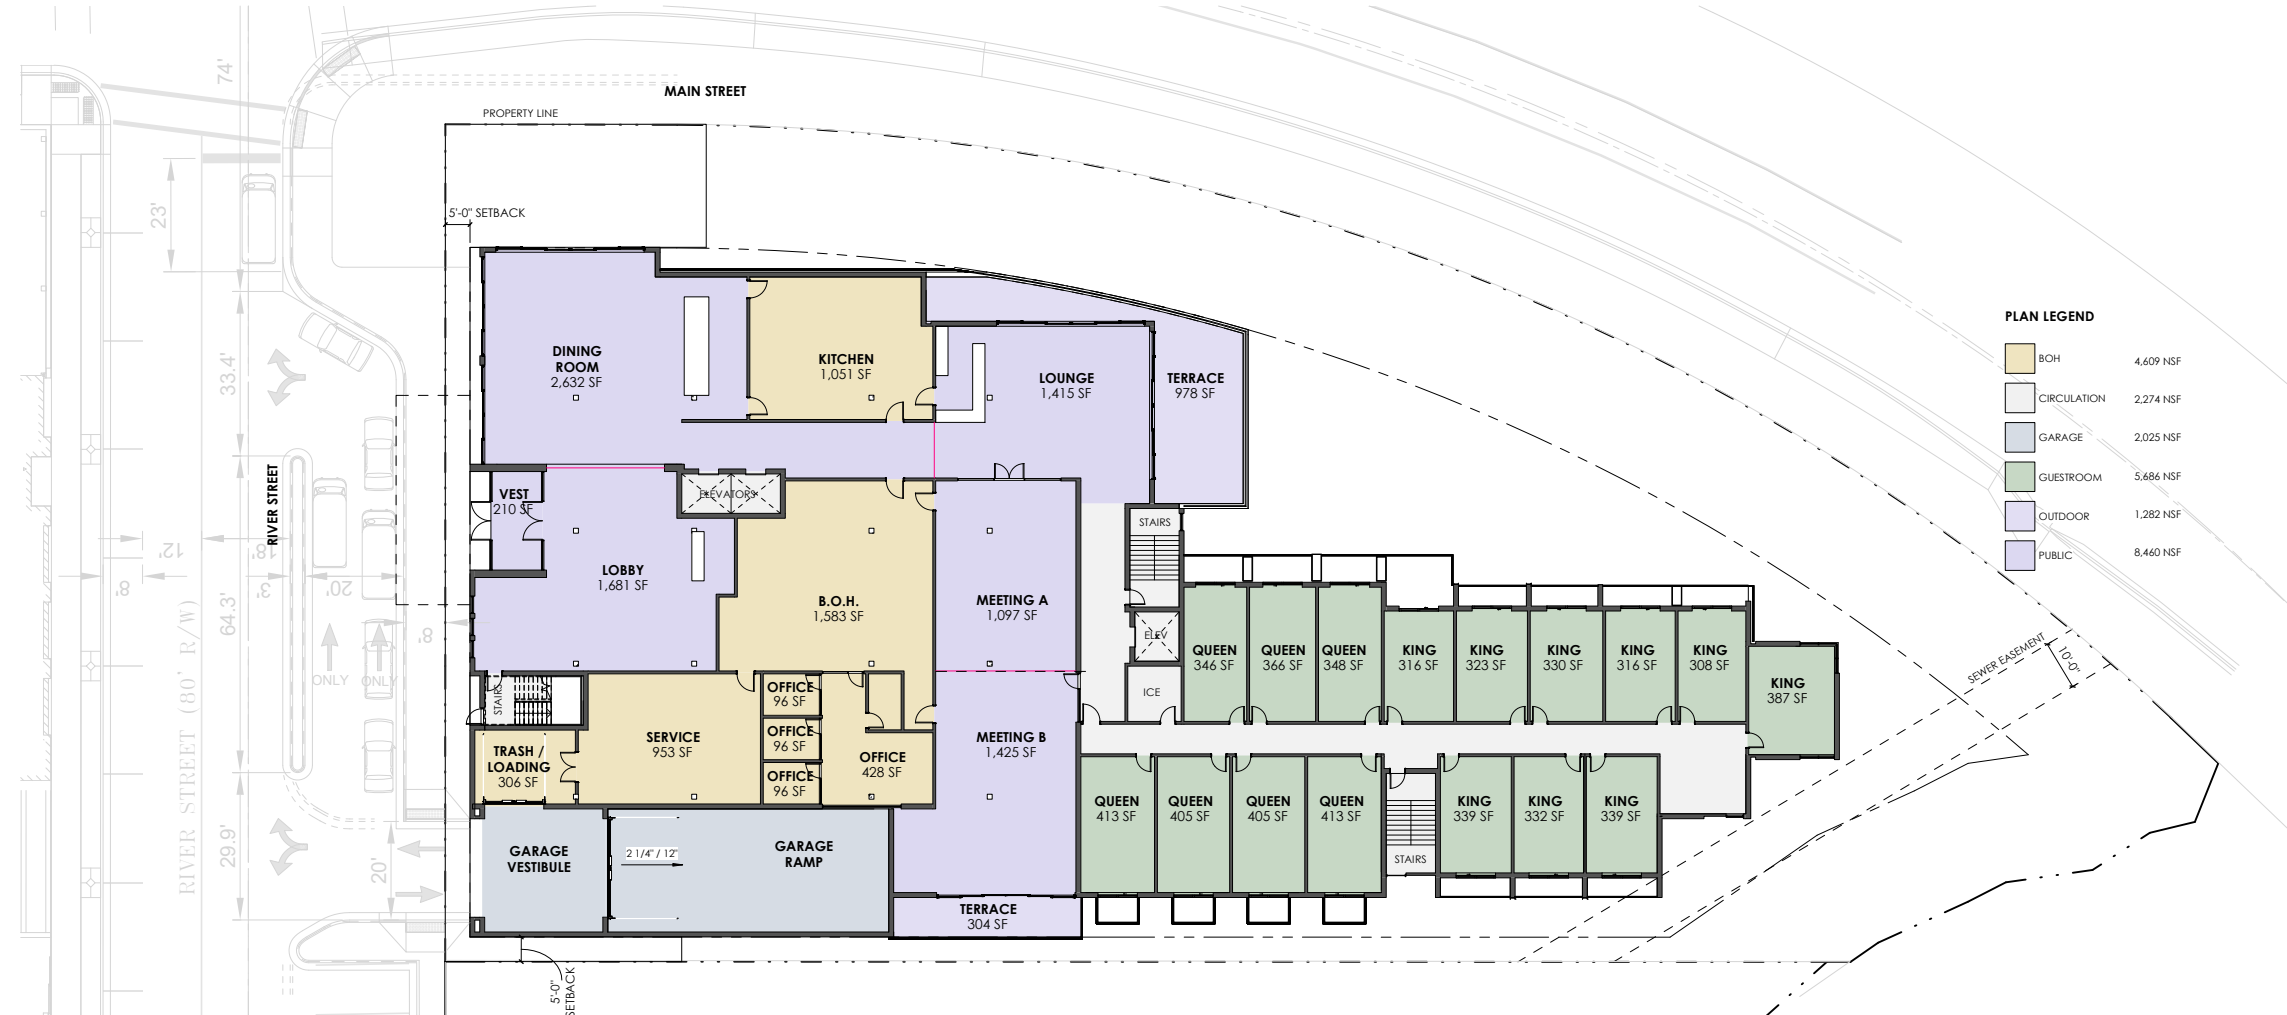 MAIN STREET
PROPERTY LINE
5'-0" SETBACK
74'
23'
33.4'
RIVER STREET
12'
18'
8'
3'
20'
64.3'
8'
ONLY
ONLY
RIVER STREET (80' R/W)
29.9'
20'
DINING
ROOM
2,632 SF
KITCHEN
1,051 SF
LOUNGE
1,415 SF
TERRACE
978 SF
VEST
210 SF
ELEVATORS
LOBBY
1,681 SF
B.O.H.
1,583 SF
MEETING A
1,097 SF
STAIRS
ELEV
ICE
QUEEN
346 SF
QUEEN
366 SF
QUEEN
348 SF
KING
316 SF
KING
323 SF
KING
330 SF
KING
316 SF
KING
308 SF
KING
387 SF
STAIRS
TRASH /
LOADING
306 SF
SERVICE
953 SF
OFFICE
96 SF
OFFICE
96 SF
OFFICE
96 SF
OFFICE
428 SF
MEETING B
1,425 SF
QUEEN
413 SF
QUEEN
405 SF
QUEEN
405 SF
QUEEN
413 SF
STAIRS
KING
339 SF
KING
332 SF
KING
339 SF
GARAGE
VESTIBULE
2 1/4" / 12"
GARAGE
RAMP
TERRACE
304 SF
5'-0"
SETBACK
SEWER EASEMENT
10'-0"
PLAN LEGEND
BOH 4,609 NSF
CIRCULATION 2,274 NSF
GARAGE 2,025 NSF
GUESTROOM 5,686 NSF
OUTDOOR 1,282 NSF
PUBLIC 8,460 NSF